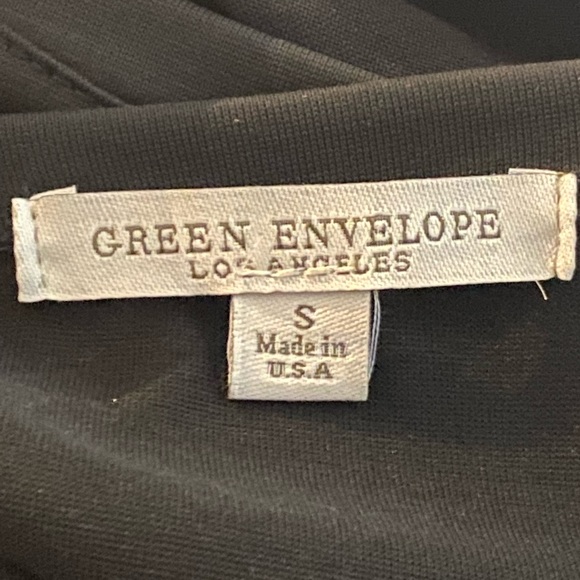 GREEN ENVELOPE
LOS ANGELES
S
Made in
U.S.A